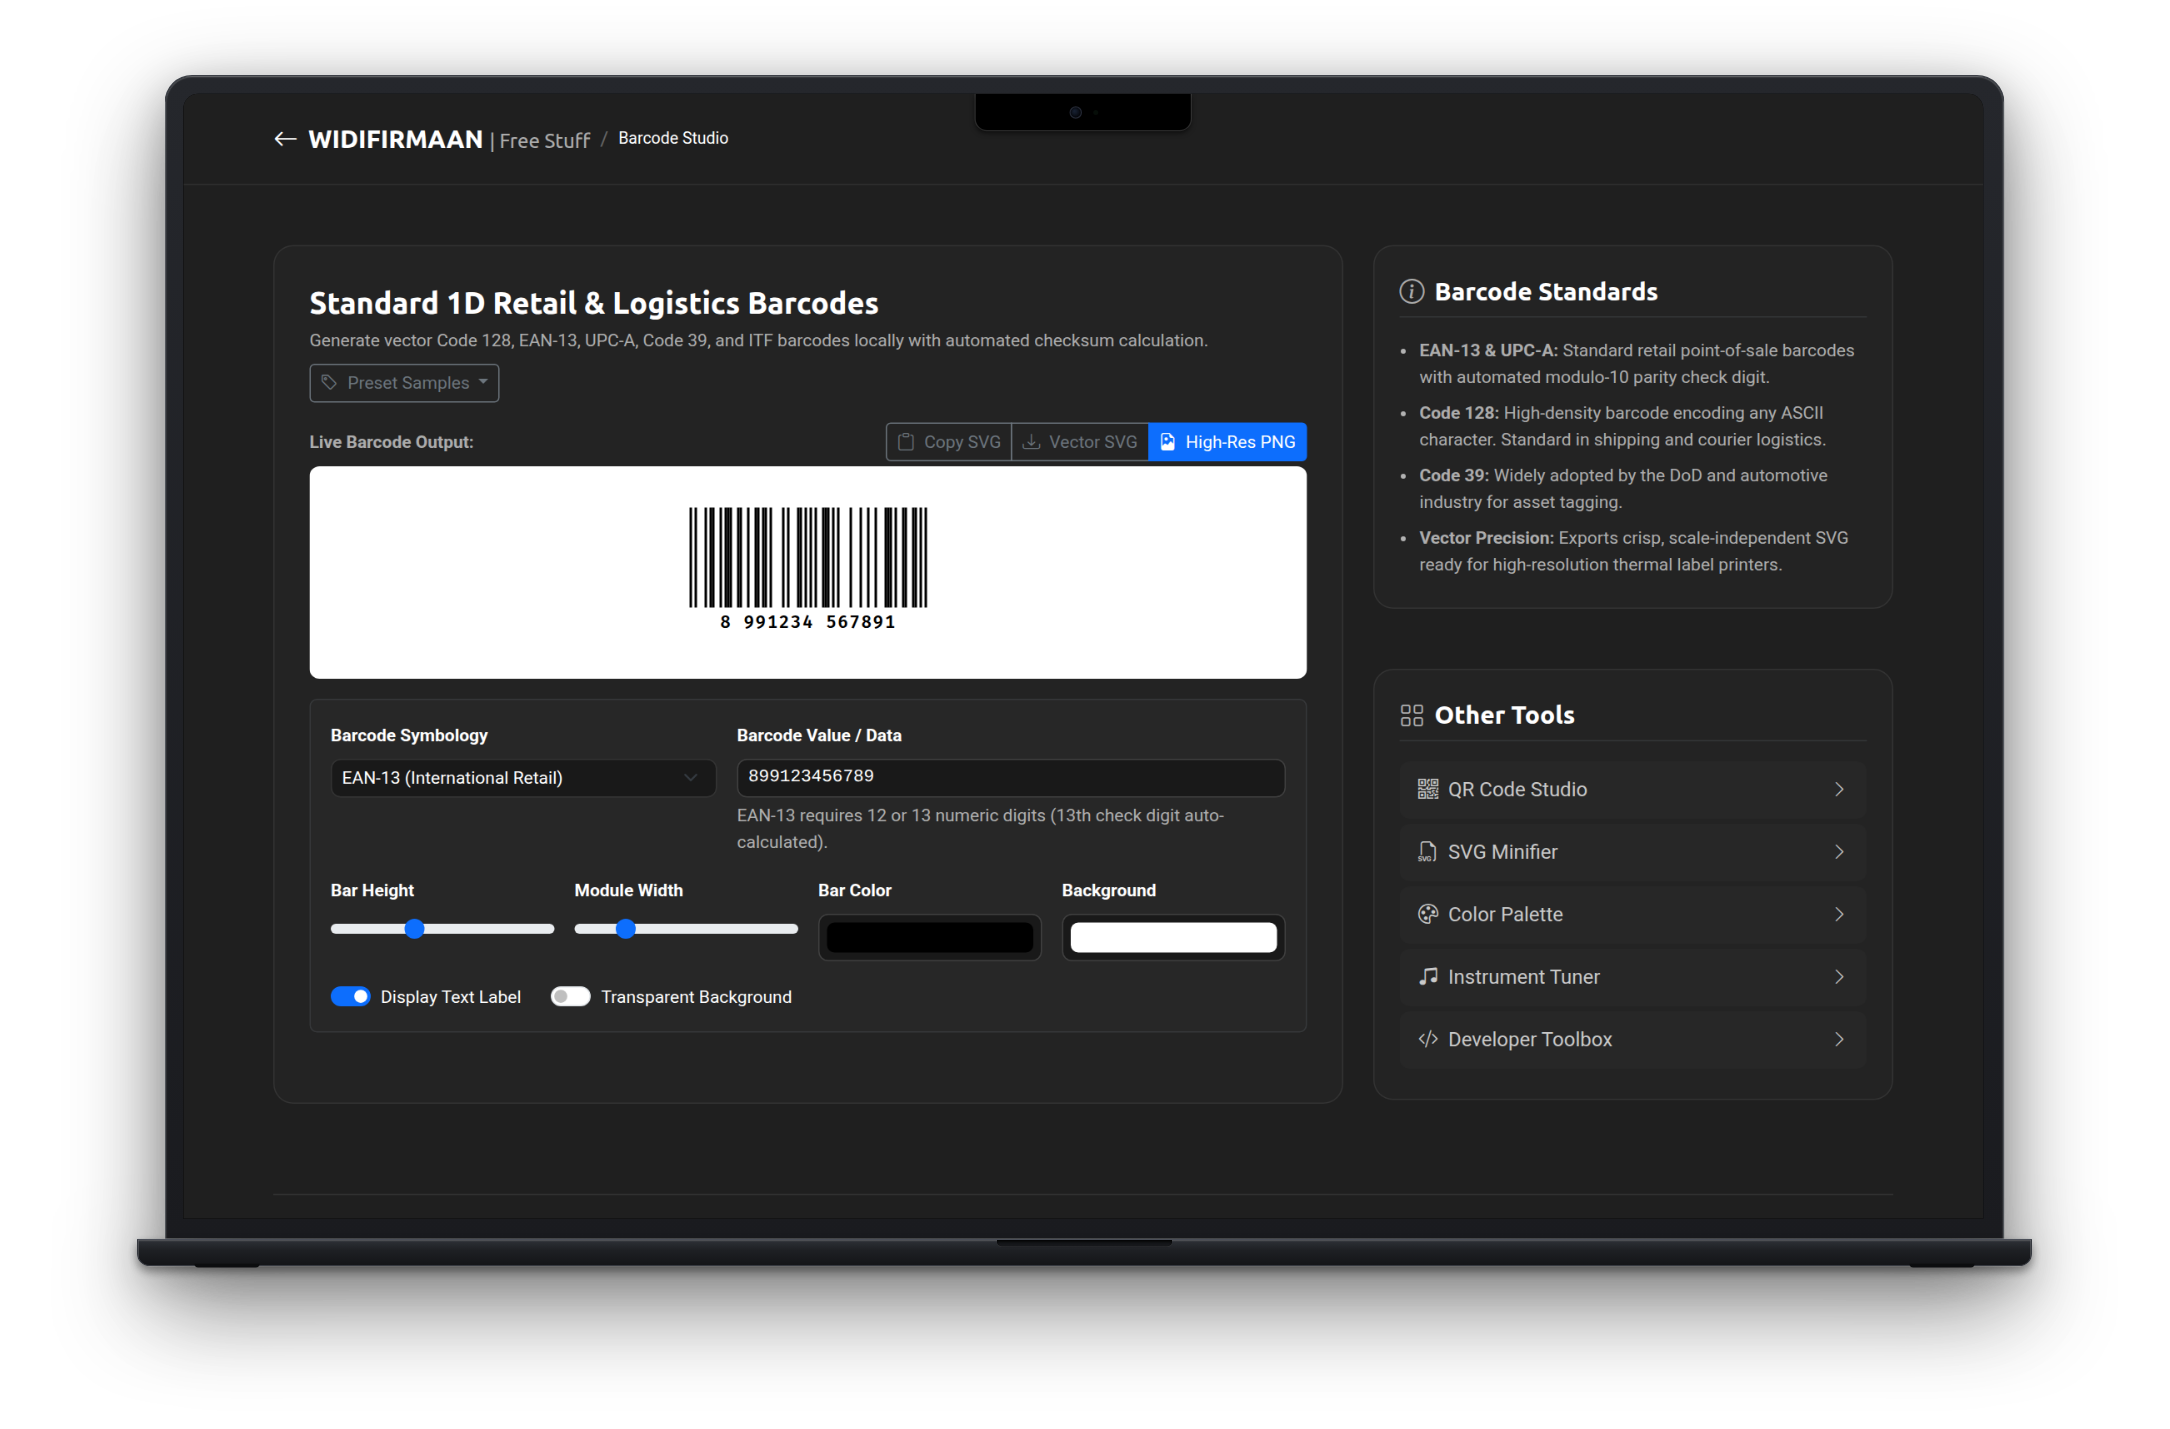 WIDIFIRMAAN | Free Stuff / Barcode Studio
Standard 1D Retail & Logistics Barcodes
Generate vector Code 128, EAN-13, UPC-A, Code 39, and ITF barcodes locally with automated checksum calculation.
Preset Samples
Live Barcode Output:
Copy SVG
Vector SVG
High-Res PNG
8 991234 567891
Barcode Symbology
EAN-13 (International Retail)
Barcode Value / Data
899123456789
EAN-13 requires 12 or 13 numeric digits (13th check digit auto-
calculated).
Bar Height
Module Width
Bar Color
Background
Display Text Label
Transparent Background
Barcode Standards
• EAN-13 & UPC-A: Standard retail point-of-sale barcodes
with automated modulo-10 parity check digit.
• Code 128: High-density barcode encoding any ASCII
character. Standard in shipping and courier logistics.
• Code 39: Widely adopted by the DoD and automotive
industry for asset tagging.
• Vector Precision: Exports crisp, scale-independent SVG
ready for high-resolution thermal label printers.
Other Tools
QR Code Studio
SVG Minifier
Color Palette
Instrument Tuner
Developer Toolbox